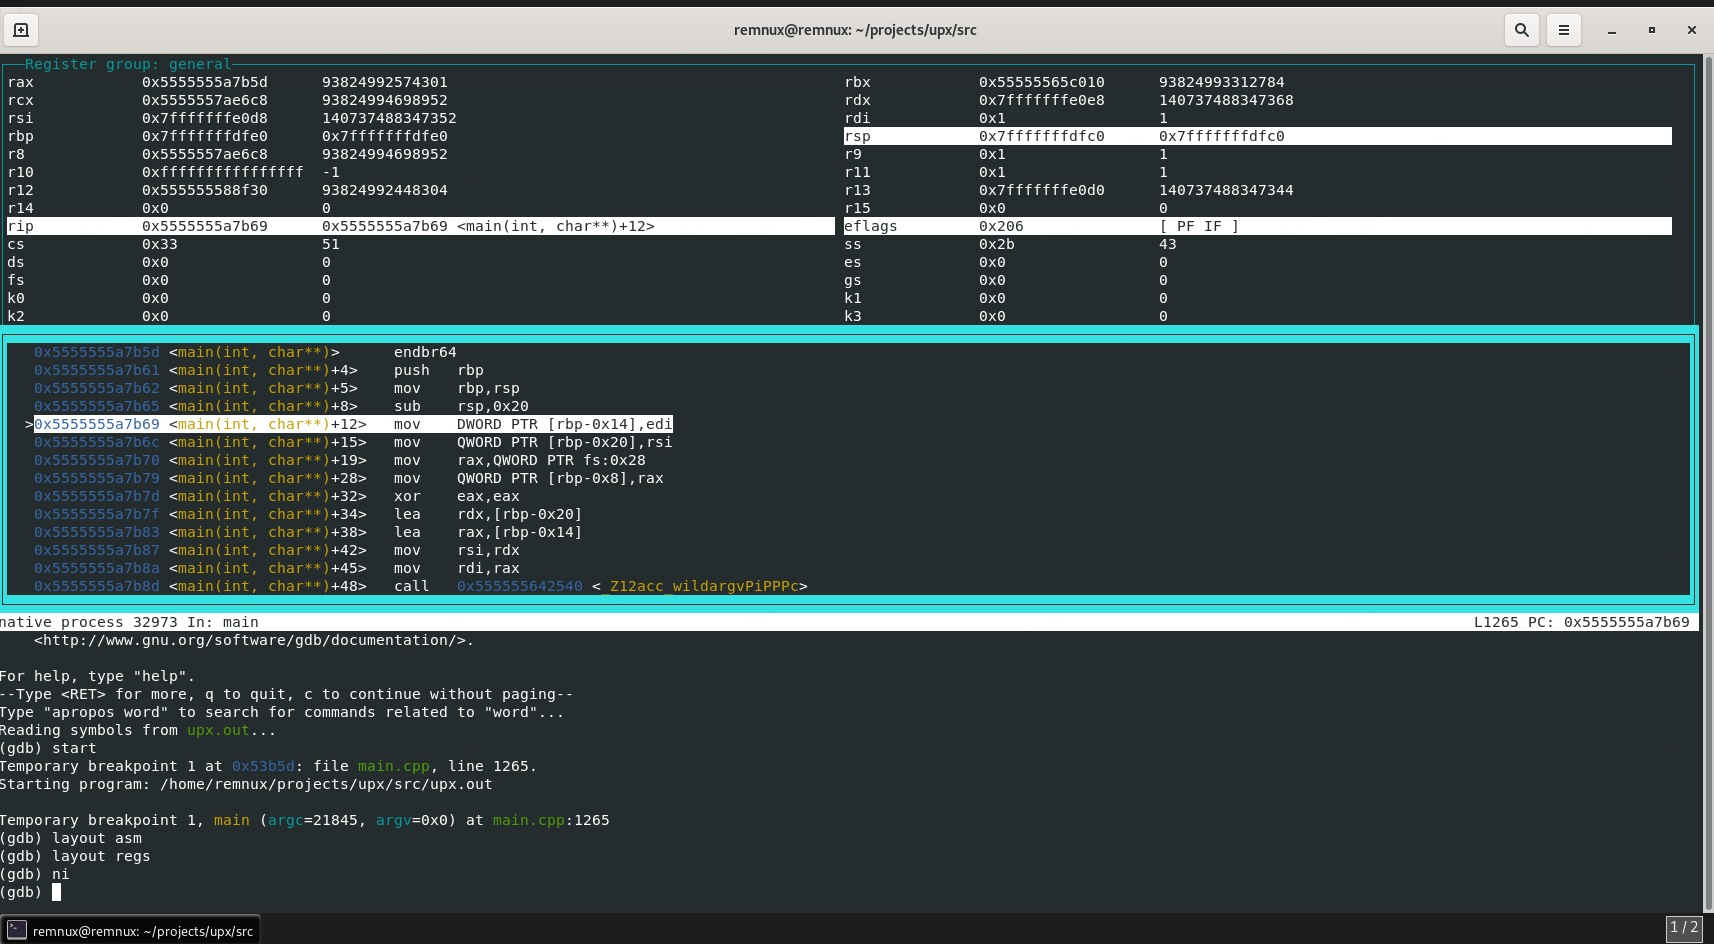 remnux@remnux: ~/projects/upx/src
Register group: general
rax            0x5555555a7b5d      93824992574301                                            rbx            0x55555565c010      93824993312784
rcx            0x5555557ae6c8      93824994698952                                            rdx            0x7fffffffe0e8      140737488347368
rsi            0x7fffffffe0d8      140737488347352                                           rdi            0x1                 1
rbp            0x7fffffffdfe0      0x7fffffffdfe0                                            rsp            0x7fffffffdfc0      0x7fffffffdfc0
r8             0x5555557ae6c8      93824994698952                                            r9             0x1                 1
r10            0xffffffffffffffff  -1                                                        r11            0x1                 1
r12            0x555555588f30      93824992448304                                            r13            0x7fffffffe0d0      140737488347344
r14            0x0                 0                                                         r15            0x0                 0
rip            0x5555555a7b69      0x5555555a7b69 <main(int, char**)+12>                     eflags         0x206               [ PF IF ]
cs             0x33                51                                                        ss             0x2b                43
ds             0x0                 0                                                         es             0x0                 0
fs             0x0                 0                                                         gs             0x0                 0
k0             0x0                 0                                                         k1             0x0                 0
k2             0x0                 0                                                         k3             0x0                 0
0x5555555a7b5d <main(int, char**)>      endbr64
0x5555555a7b61 <main(int, char**)+4>    push   rbp
0x5555555a7b62 <main(int, char**)+5>    mov    rbp,rsp
0x5555555a7b65 <main(int, char**)+8>    sub    rsp,0x20
>0x5555555a7b69 <main(int, char**)+12>   mov    DWORD PTR [rbp-0x14],edi
0x5555555a7b6c <main(int, char**)+15>   mov    QWORD PTR [rbp-0x20],rsi
0x5555555a7b70 <main(int, char**)+19>   mov    rax,QWORD PTR fs:0x28
0x5555555a7b79 <main(int, char**)+28>   mov    QWORD PTR [rbp-0x8],rax
0x5555555a7b7d <main(int, char**)+32>   xor    eax,eax
0x5555555a7b7f <main(int, char**)+34>   lea    rdx,[rbp-0x20]
0x5555555a7b83 <main(int, char**)+38>   lea    rax,[rbp-0x14]
0x5555555a7b87 <main(int, char**)+42>   mov    rsi,rdx
0x5555555a7b8a <main(int, char**)+45>   mov    rdi,rax
0x5555555a7b8d <main(int, char**)+48>   call   0x555555642540 <_Z12acc_wildargvPiPPPc>
native process 32973 In: main                                            L1265 PC: 0x5555555a7b69
<http://www.gnu.org/software/gdb/documentation/>.
For help, type "help".
--Type <RET> for more, q to quit, c to continue without paging--
Type "apropos word" to search for commands related to "word"...
Reading symbols from upx.out...
(gdb) start
Temporary breakpoint 1 at 0x53b5d: file main.cpp, line 1265.
Starting program: /home/remnux/projects/upx/src/upx.out
Temporary breakpoint 1, main (argc=21845, argv=0x0) at main.cpp:1265
(gdb) layout asm
(gdb) layout regs
(gdb) ni
(gdb)
remnux@remnux: ~/projects/upx/src
1 / 2